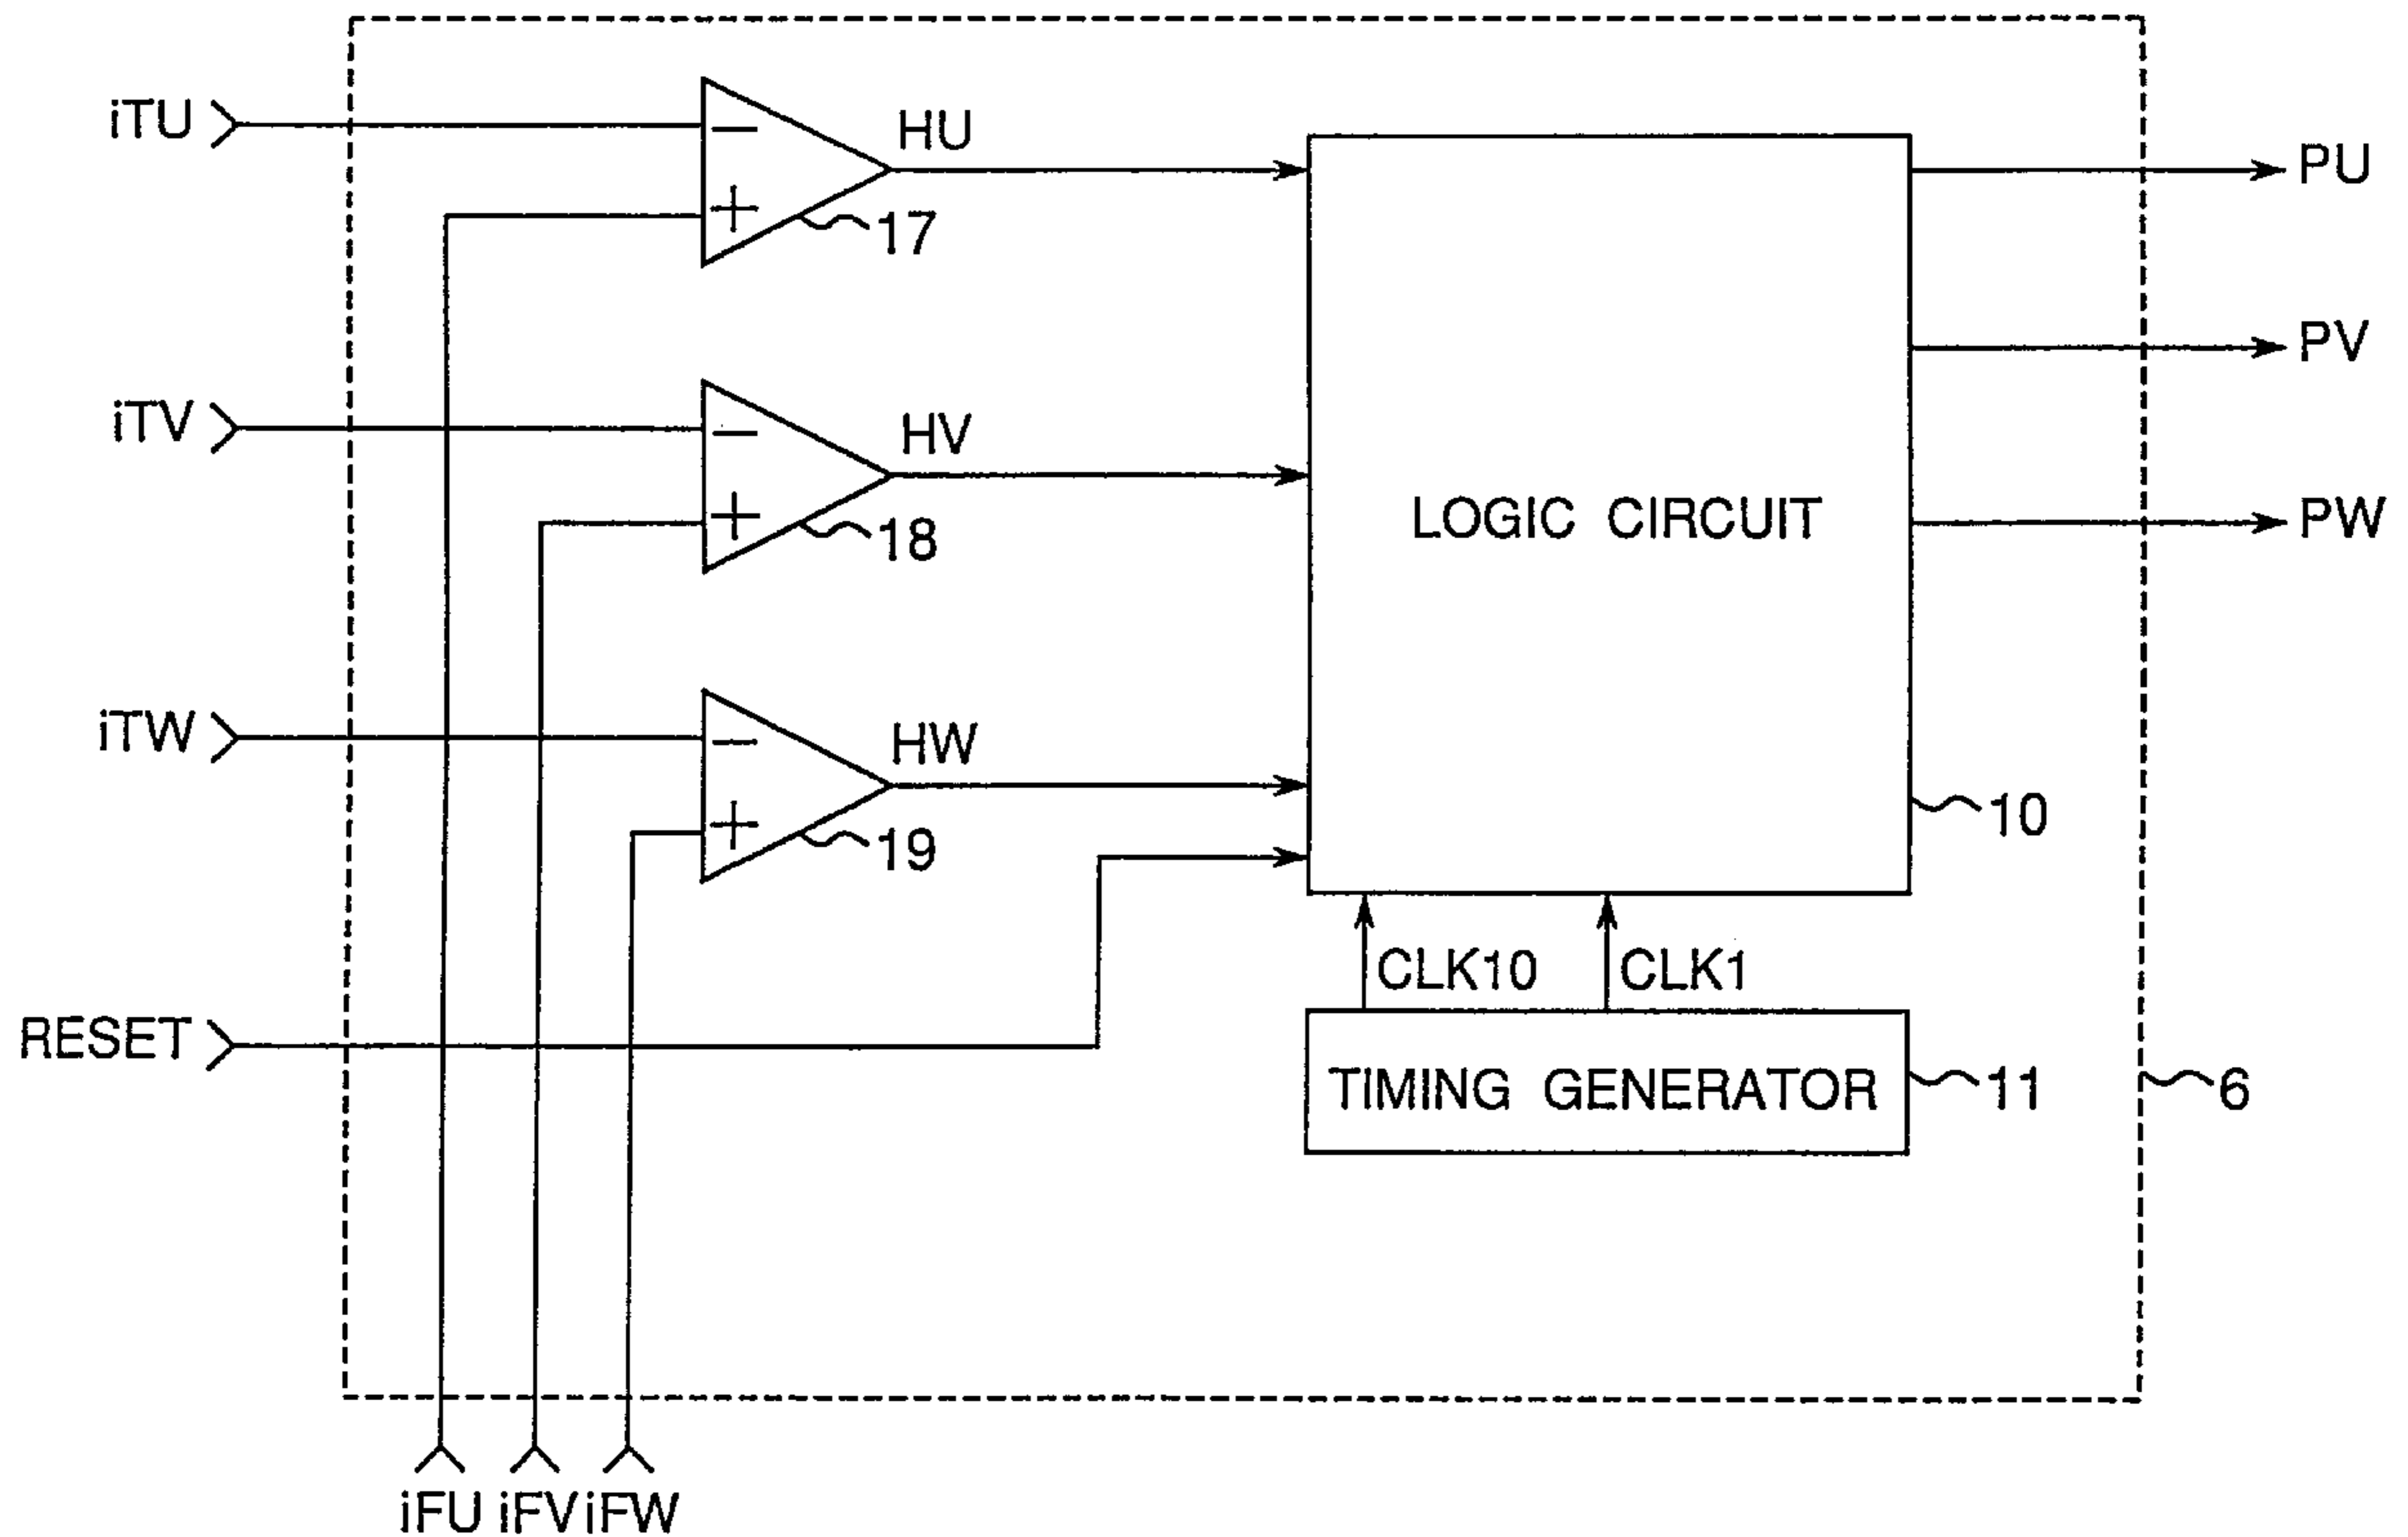 iTU
HU
17
PU
PV
iTV
HV
18
LOGIC CIRCUIT
PW
iTW
HW
19
10
CLK10
CLK1
RESET
TIMING GENERATOR
11
6
iFU
iFV
iFW